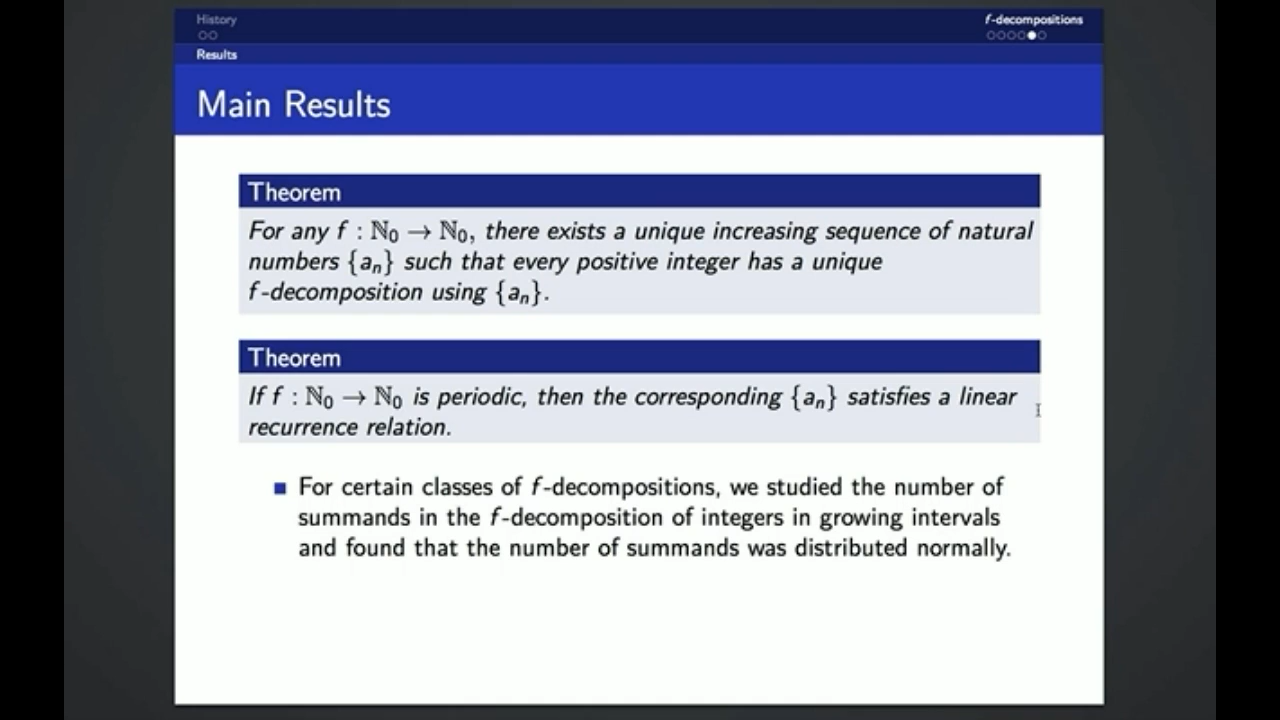 History
f-decompositions
Results
Main Results
Theorem
For any f : ℕ₀ → ℕ₀, there exists a unique increasing sequence of natural
numbers {aₙ} such that every positive integer has a unique
f-decomposition using {aₙ}.
Theorem
If f : ℕ₀ → ℕ₀ is periodic, then the corresponding {aₙ} satisfies a linear
recurrence relation.
For certain classes of f-decompositions, we studied the number of
summands in the f-decomposition of integers in growing intervals
and found that the number of summands was distributed normally.